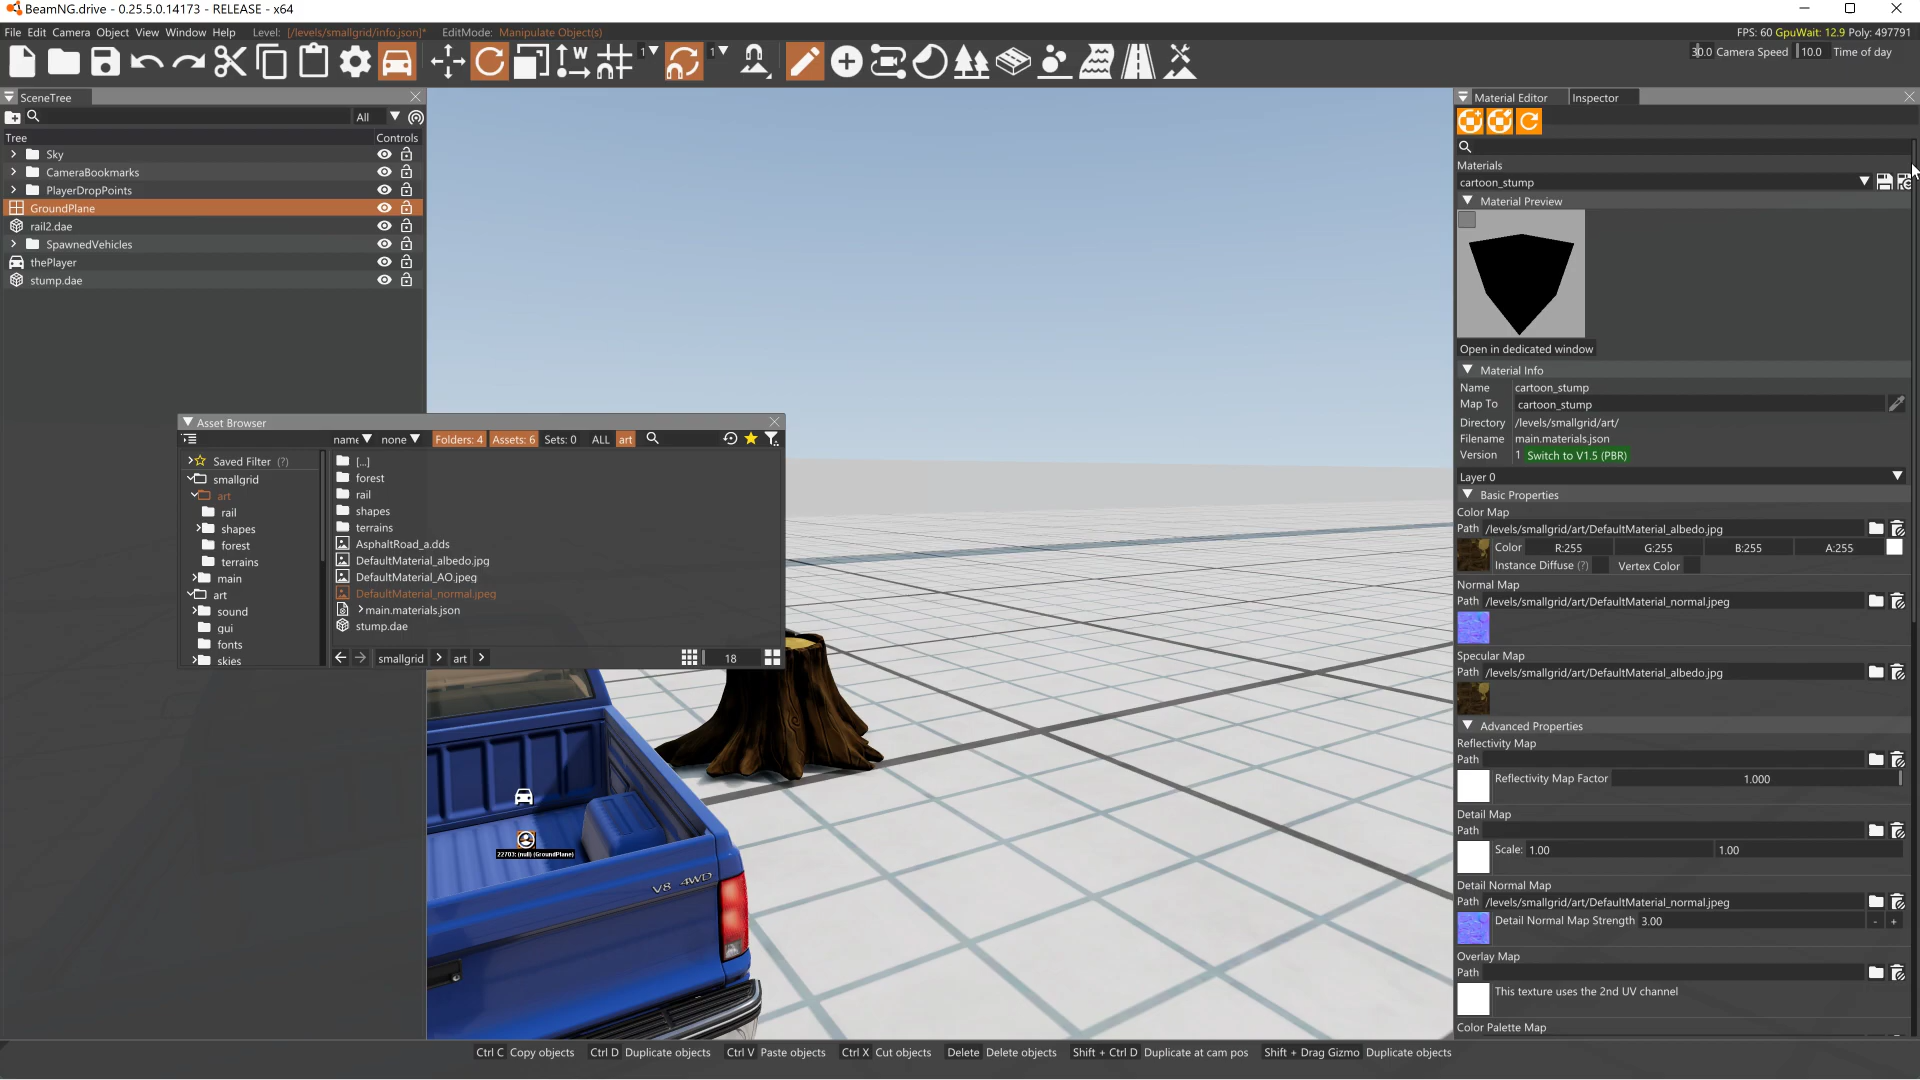 BeamNG.drive - 0.25.5.0.14173 - RELEASE - x64
File Edit Camera Object View Window Help Level: [/levels/smallgrid/info.json]* EditMode: Manipulate Object(s)
FPS: 60 GpuWait: 12.9 Poly: 497791
30.0 Camera Speed 10.0 Time of day
W 1 1
SceneTree
All
Tree Controls
Sky
CameraBookmarks
PlayerDropPoints
GroundPlane
rail2.dae
SpawnedVehicles
thePlayer
stump.dae
Asset Browser
name none Folders: 4 Assets: 6 Sets: 0 ALL art
Saved Filter (?)
smallgrid
art
rail
shapes
forest
terrains
main
art
sound
gui
fonts
skies
[...]
forest
rail
shapes
terrains
AsphaltRoad_a.dds
DefaultMaterial_albedo.jpg
DefaultMaterial_AO.jpeg
DefaultMaterial_normal.jpeg
main.materials.json
stump.dae
smallgrid > art >
18
V8 4WD
22703: (null) (GroundPlane)
Material Editor Inspector
Materials
cartoon_stump
Material Preview
Open in dedicated window
Material Info
Name cartoon_stump
Map To cartoon_stump
Directory /levels/smallgrid/art/
Filename main.materials.json
Version 1 Switch to V1.5 (PBR)
Layer 0
Basic Properties
Color Map
Path /levels/smallgrid/art/DefaultMaterial_albedo.jpg
Color R:255 G:255 B:255 A:255
Instance Diffuse (?) Vertex Color
Normal Map
Path /levels/smallgrid/art/DefaultMaterial_normal.jpeg
Specular Map
Path /levels/smallgrid/art/DefaultMaterial_albedo.jpg
Advanced Properties
Reflectivity Map
Path
Reflectivity Map Factor 1.000
Detail Map
Path
Scale: 1.00 1.00
Detail Normal Map
Path /levels/smallgrid/art/DefaultMaterial_normal.jpeg
Detail Normal Map Strength 3.00 - +
Overlay Map
Path
This texture uses the 2nd UV channel
Color Palette Map
Ctrl C Copy objects Ctrl D Duplicate objects Ctrl V Paste objects Ctrl X Cut objects Delete Delete objects Shift + Ctrl D Duplicate at cam pos Shift + Drag Gizmo Duplicate objects